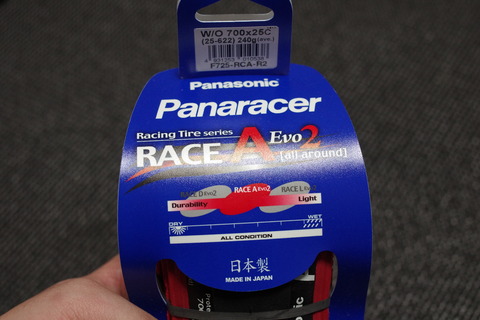 W/O 700x25C
(25-622) 240g(ave.)
F725-RCA-R2
Panasonic
Panaracer
Racing Tire series
RACE A Evo2
[all around]
RACE D Evo2 RACE A Evo2 RACE L Evo2
Durability Light
DRY WET
ALL CONDITION
日本製
MADE IN JAPAN